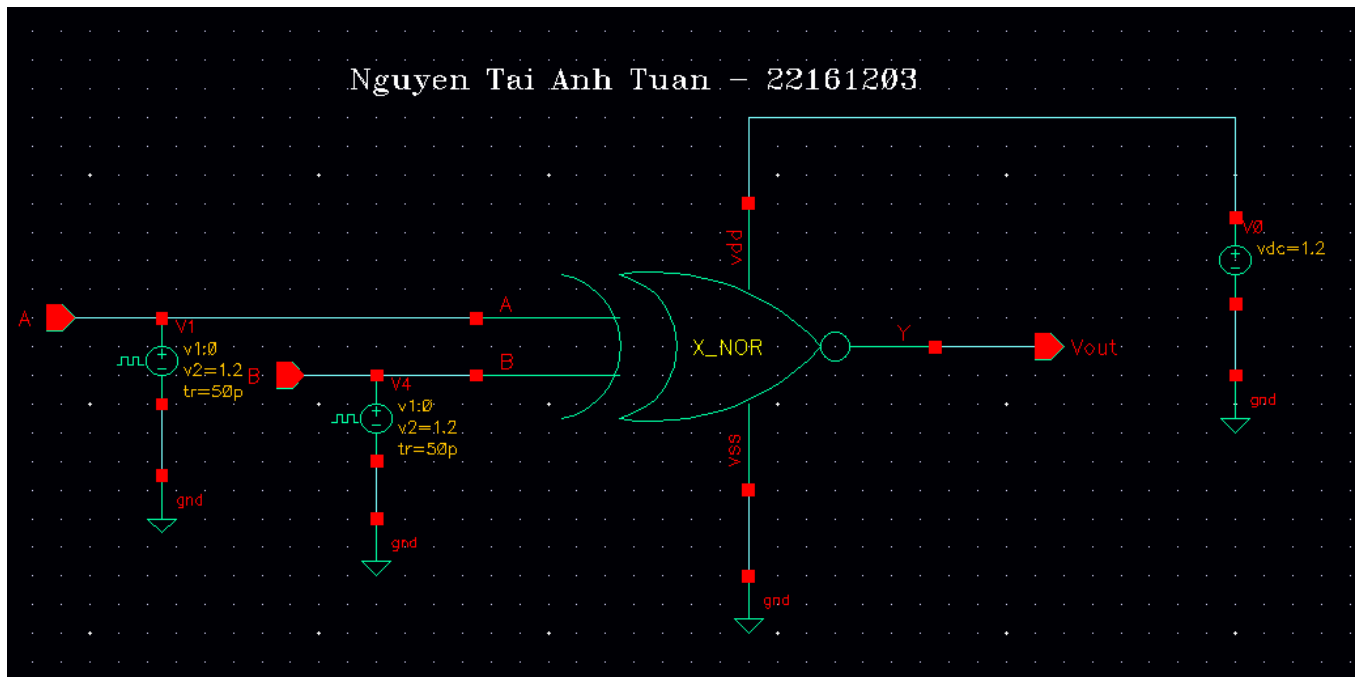 Nguyen Tai Anh Tuan - 22161203
vdd
V0
vdc=1.2
A
V1
v1:0
v2=1.2
tr=50p
gnd
B
V4
v1:0
v2=1.2
tr=50p
gnd
A
B
X_NOR
Y
Vout
vss
gnd
gnd